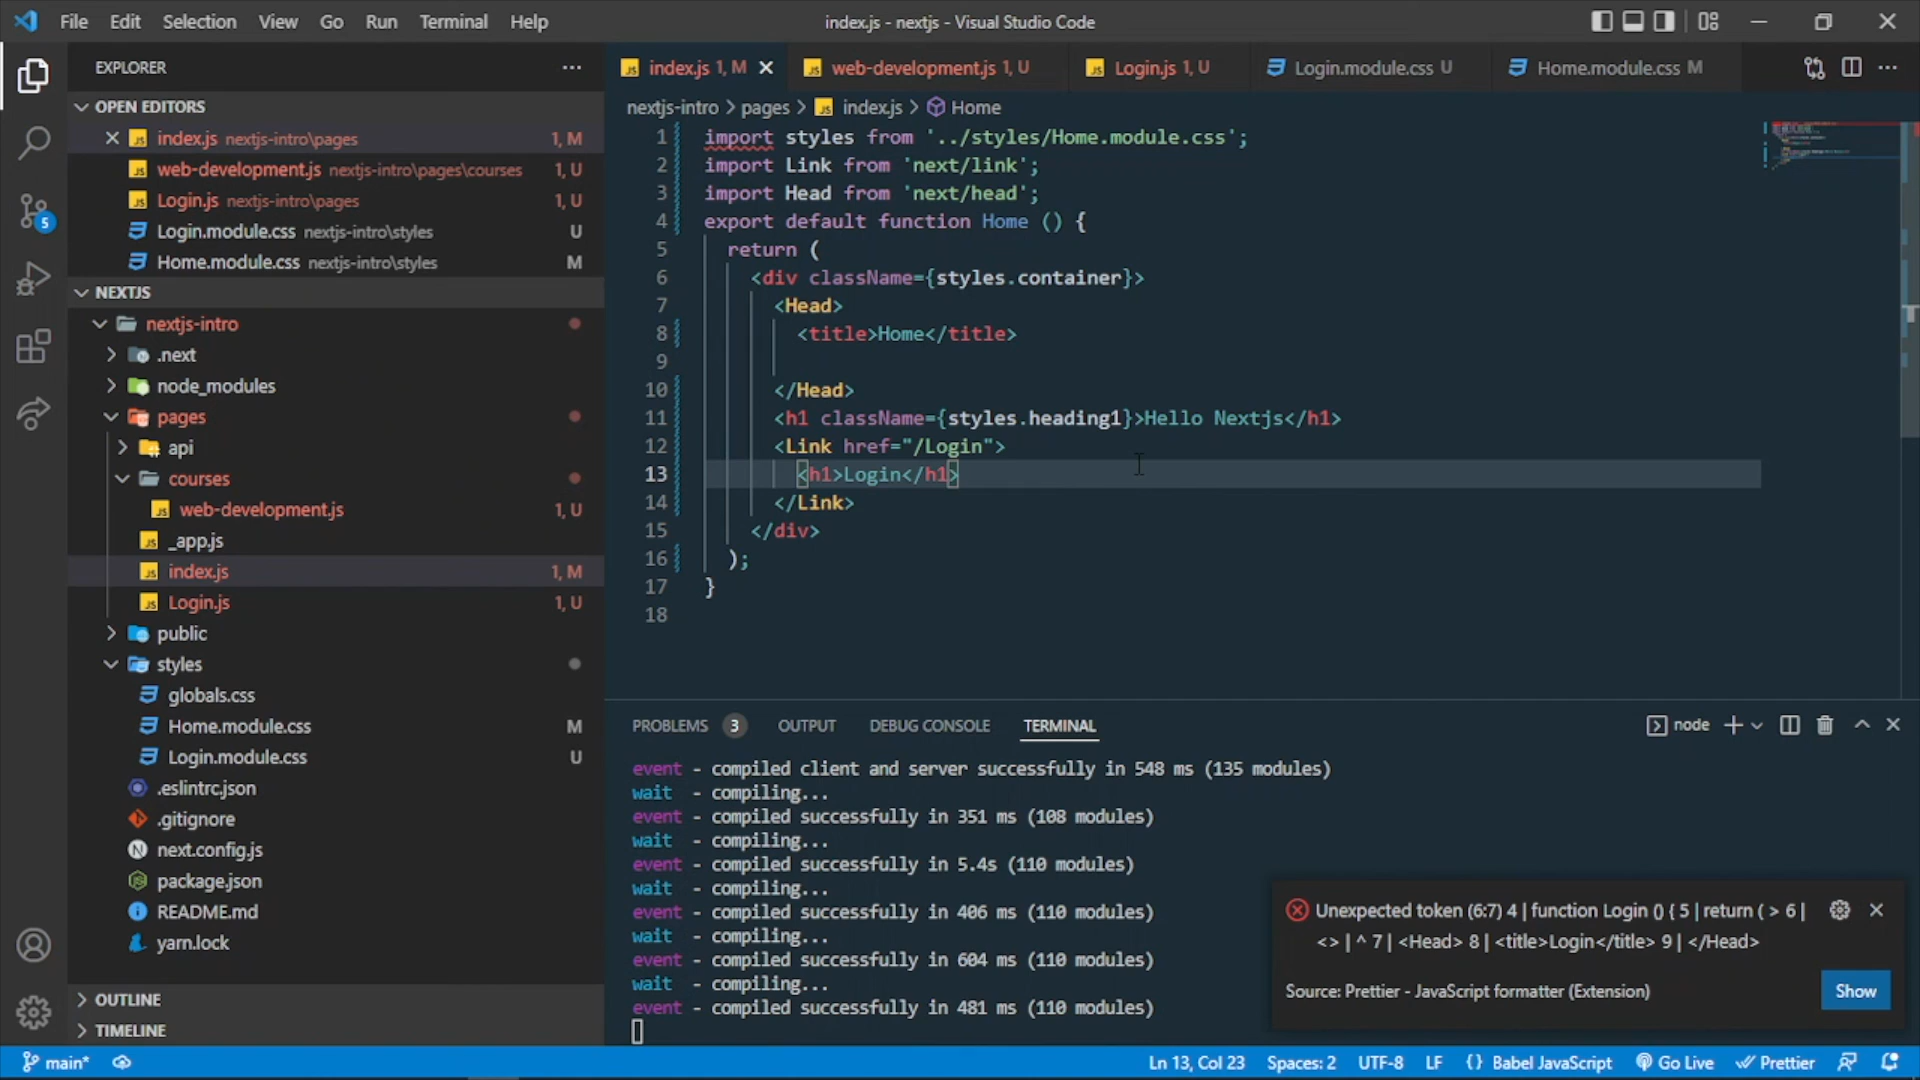 File Edit Selection View Go Run Terminal Help
index.js - nextjs - Visual Studio Code
EXPLORER
OPEN EDITORS
index.js nextjs-intro\pages 1, M
web-development.js nextjs-intro\pages\courses 1, U
Login.js nextjs-intro\pages 1, U
Login.module.css nextjs-intro\styles U
Home.module.css nextjs-intro\styles M
NEXTJS
nextjs-intro
.next
node_modules
pages
api
courses
web-development.js 1, U
_app.js
index.js 1, M
Login.js 1, U
public
styles
globals.css
Home.module.css M
Login.module.css U
.eslintrc.json
.gitignore
next.config.js
package.json
README.md
yarn.lock
OUTLINE
TIMELINE
5
index.js 1, M web-development.js 1, U Login.js 1, U Login.module.css U Home.module.css M
nextjs-intro > pages > index.js > Home
1 import styles from '../styles/Home.module.css';
2 import Link from 'next/link';
3 import Head from 'next/head';
4 export default function Home () {
5 return (
6 <div className={styles.container}>
7 <Head>
8 <title>Home</title>
9
10 </Head>
11 <h1 className={styles.heading1}>Hello Nextjs</h1>
12 <Link href="/Login">
13 <h1>Login</h1>
14 </Link>
15 </div>
16 );
17 }
18
PROBLEMS 3 OUTPUT DEBUG CONSOLE TERMINAL
node
event - compiled client and server successfully in 548 ms (135 modules)
wait - compiling...
event - compiled successfully in 351 ms (108 modules)
wait - compiling...
event - compiled successfully in 5.4s (110 modules)
wait - compiling...
event - compiled successfully in 406 ms (110 modules)
wait - compiling...
event - compiled successfully in 604 ms (110 modules)
wait - compiling...
event - compiled successfully in 481 ms (110 modules)
Unexpected token (6:7) 4 | function Login () { 5 | return ( > 6 |
<> | ^ 7 | <Head> 8 | <title>Login</title> 9 | </Head>
Source: Prettier - JavaScript formatter (Extension)
Show
main* Ln 13, Col 23 Spaces: 2 UTF-8 LF {} Babel JavaScript Go Live Prettier